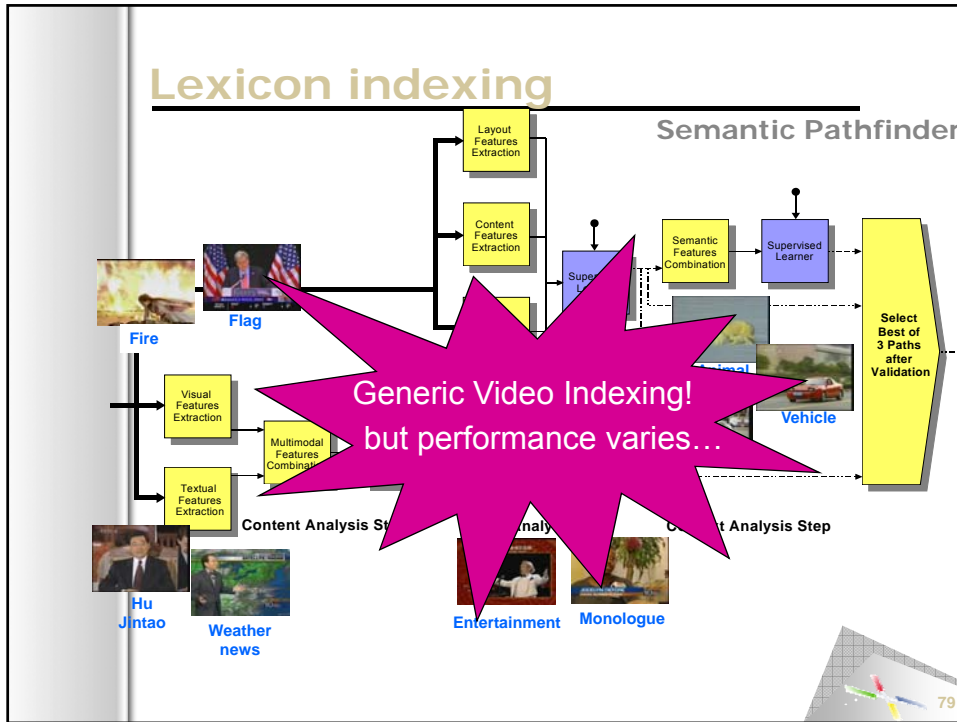 Lexicon indexing
Semantic Pathfinder
Layout
Features
Extraction
Content
Features
Extraction
Semantic
Features
Combination
Supervised
Learner
Select
Best of
3 Paths
after
Validation
Fire
Flag
Vehicle
Visual
Features
Extraction
Multimodal
Features
Textual
Features
Extraction
Generic Video Indexing!
but performance varies…
Content Analysis
Analysis Step
Hu
Jintao
Weather
news
Entertainment
Monologue
79